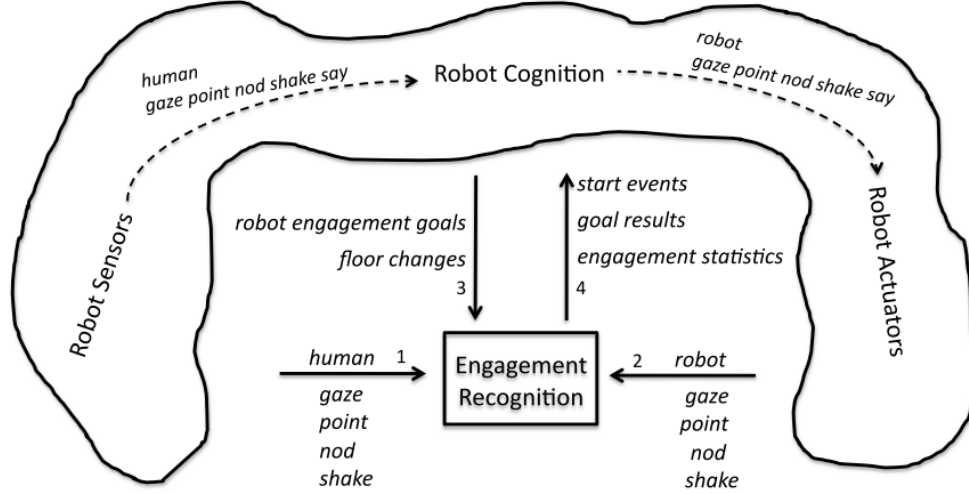 human
gaze point nod shake say
Robot Cognition
robot
gaze point nod shake say
Robot Sensors
Robot Actuators
robot engagement goals
floor changes
3
start events
goal results
engagement statistics
4
human 1
gaze
point
nod
shake
Engagement
Recognition
2 robot
gaze
point
nod
shake